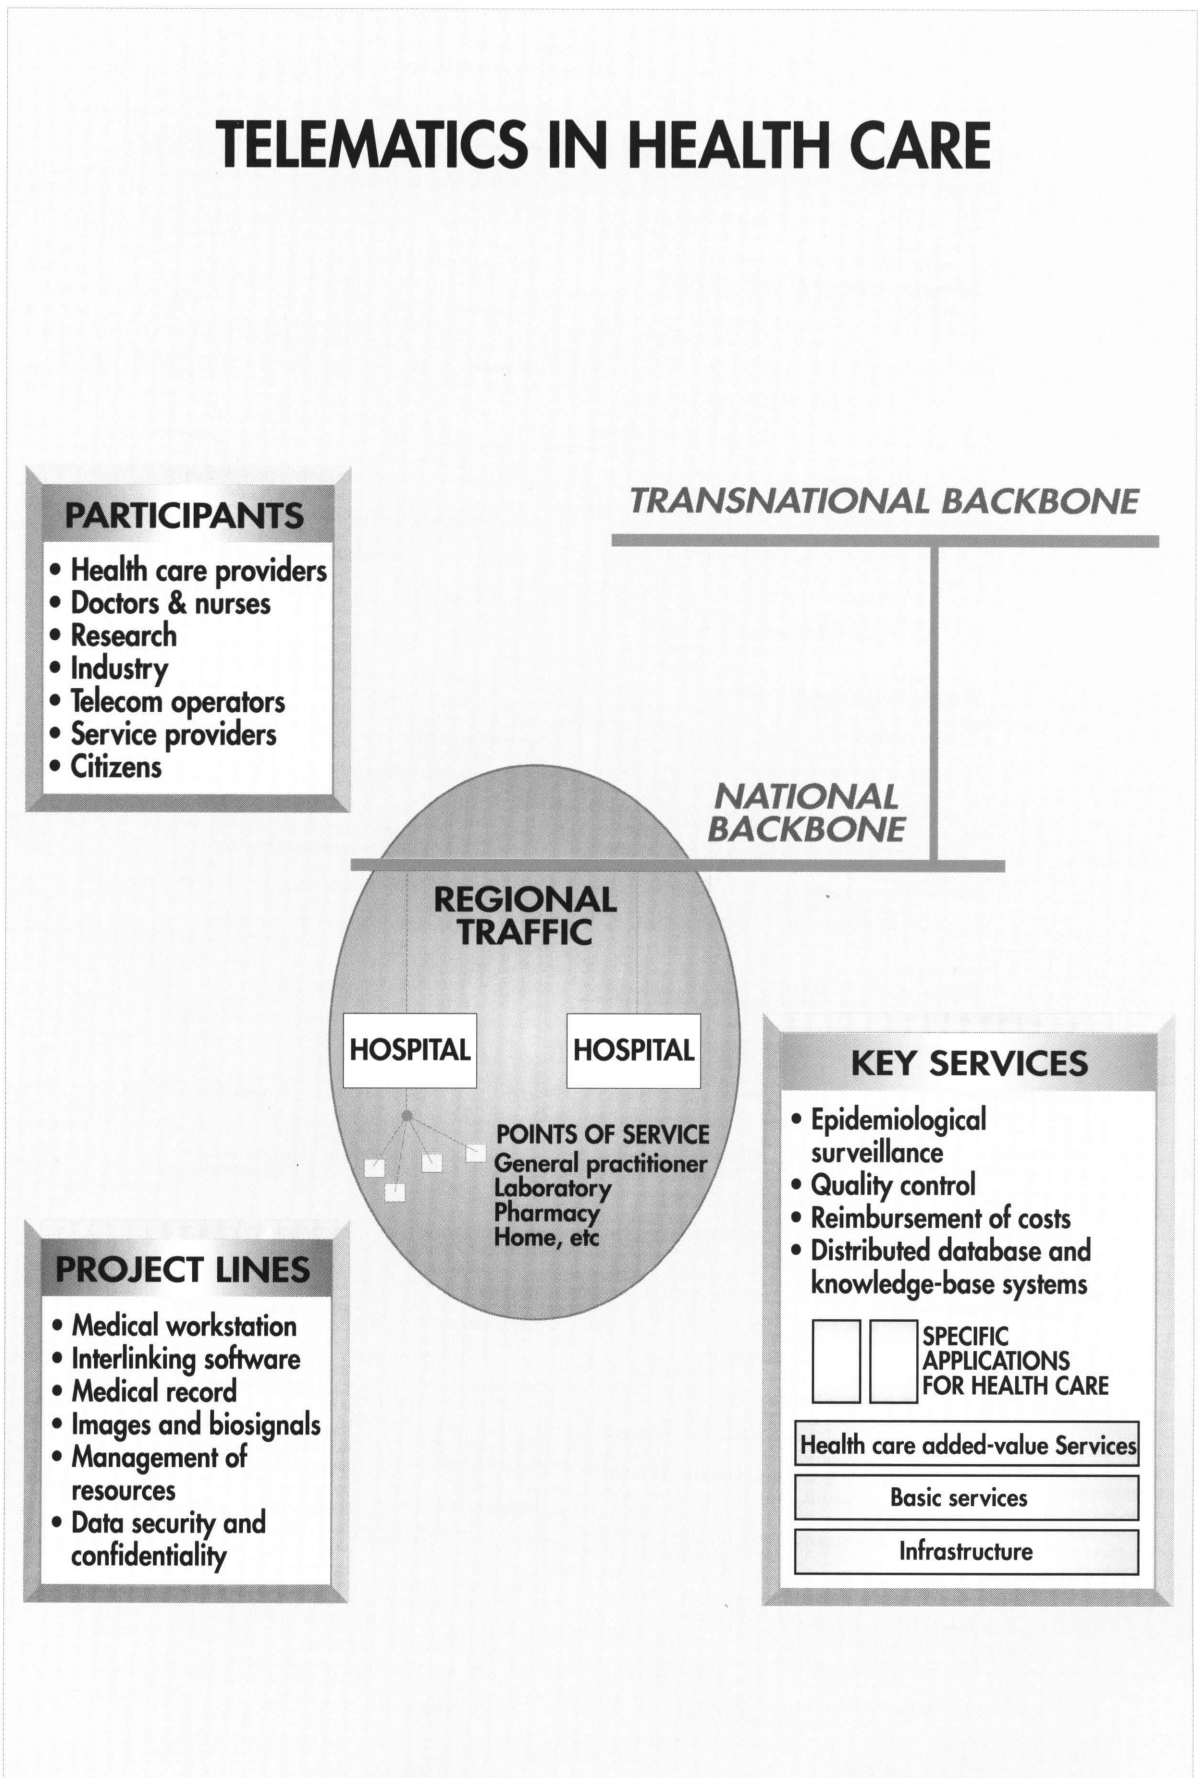 TELEMATICS IN HEALTH CARE
PARTICIPANTS
• Health care providers
• Doctors & nurses
• Research
• Industry
• Telecom operators
• Service providers
• Citizens
TRANSNATIONAL BACKBONE
NATIONAL
BACKBONE
REGIONAL
TRAFFIC
HOSPITAL
HOSPITAL
POINTS OF SERVICE
General practitioner
Laboratory
Pharmacy
Home, etc
PROJECT LINES
• Medical workstation
• Interlinking software
• Medical record
• Images and biosignals
• Management of
resources
• Data security and
confidentiality
KEY SERVICES
• Epidemiological
surveillance
• Quality control
• Reimbursement of costs
• Distributed database and
knowledge-base systems
SPECIFIC
APPLICATIONS
FOR HEALTH CARE
Health care added-value Services
Basic services
Infrastructure